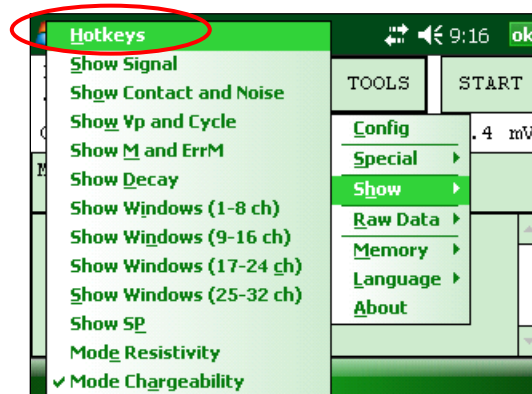 9:16 ok
TOOLS START
.4 mV
Hotkeys
Show Signal
Show Contact and Noise
Show Vp and Cycle
Show M and ErrM
Show Decay
Show Windows (1-8 ch)
Show Windows (9-16 ch)
Show Windows (17-24 ch)
Show Windows (25-32 ch)
Show SP
Mode Resistivity
✓ Mode Chargeability
Config
Special
Show
Raw Data
Memory
Language
About